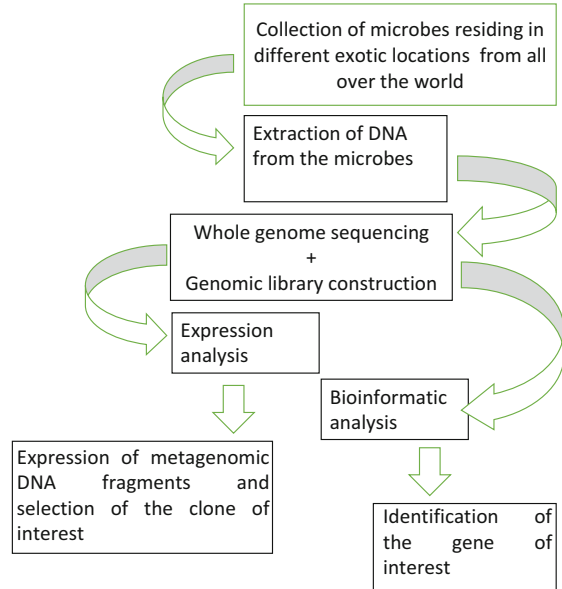 Collection of microbes residing in
different exotic locations from all
over the world
Extraction of DNA
from the microbes
Whole genome sequencing
+
Genomic library construction
Expression
analysis
Bioinformatic
analysis
Expression of metagenomic
DNA fragments and
selection of the clone of
interest
Identification of
the gene of
interest